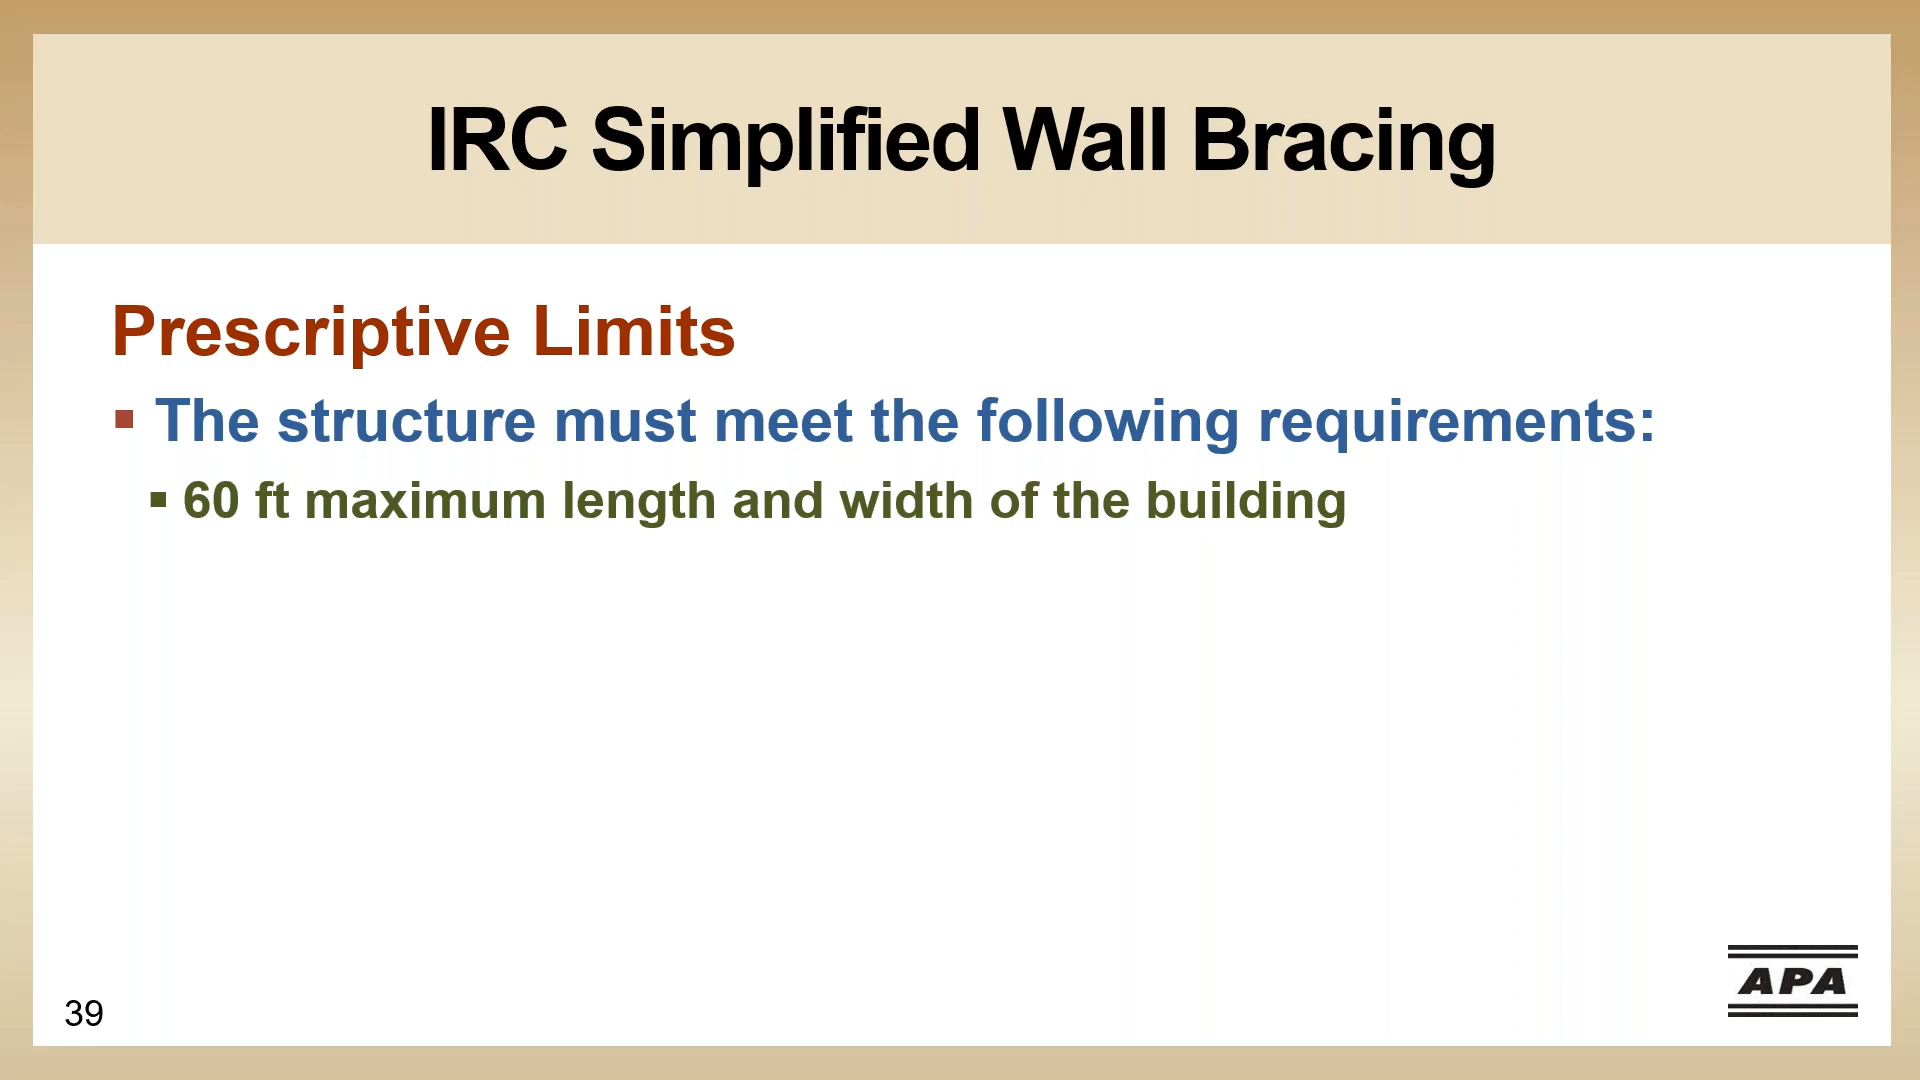 IRC Simplified Wall Bracing
Prescriptive Limits
▪ The structure must meet the following requirements:
▪ 60 ft maximum length and width of the building
39
APA